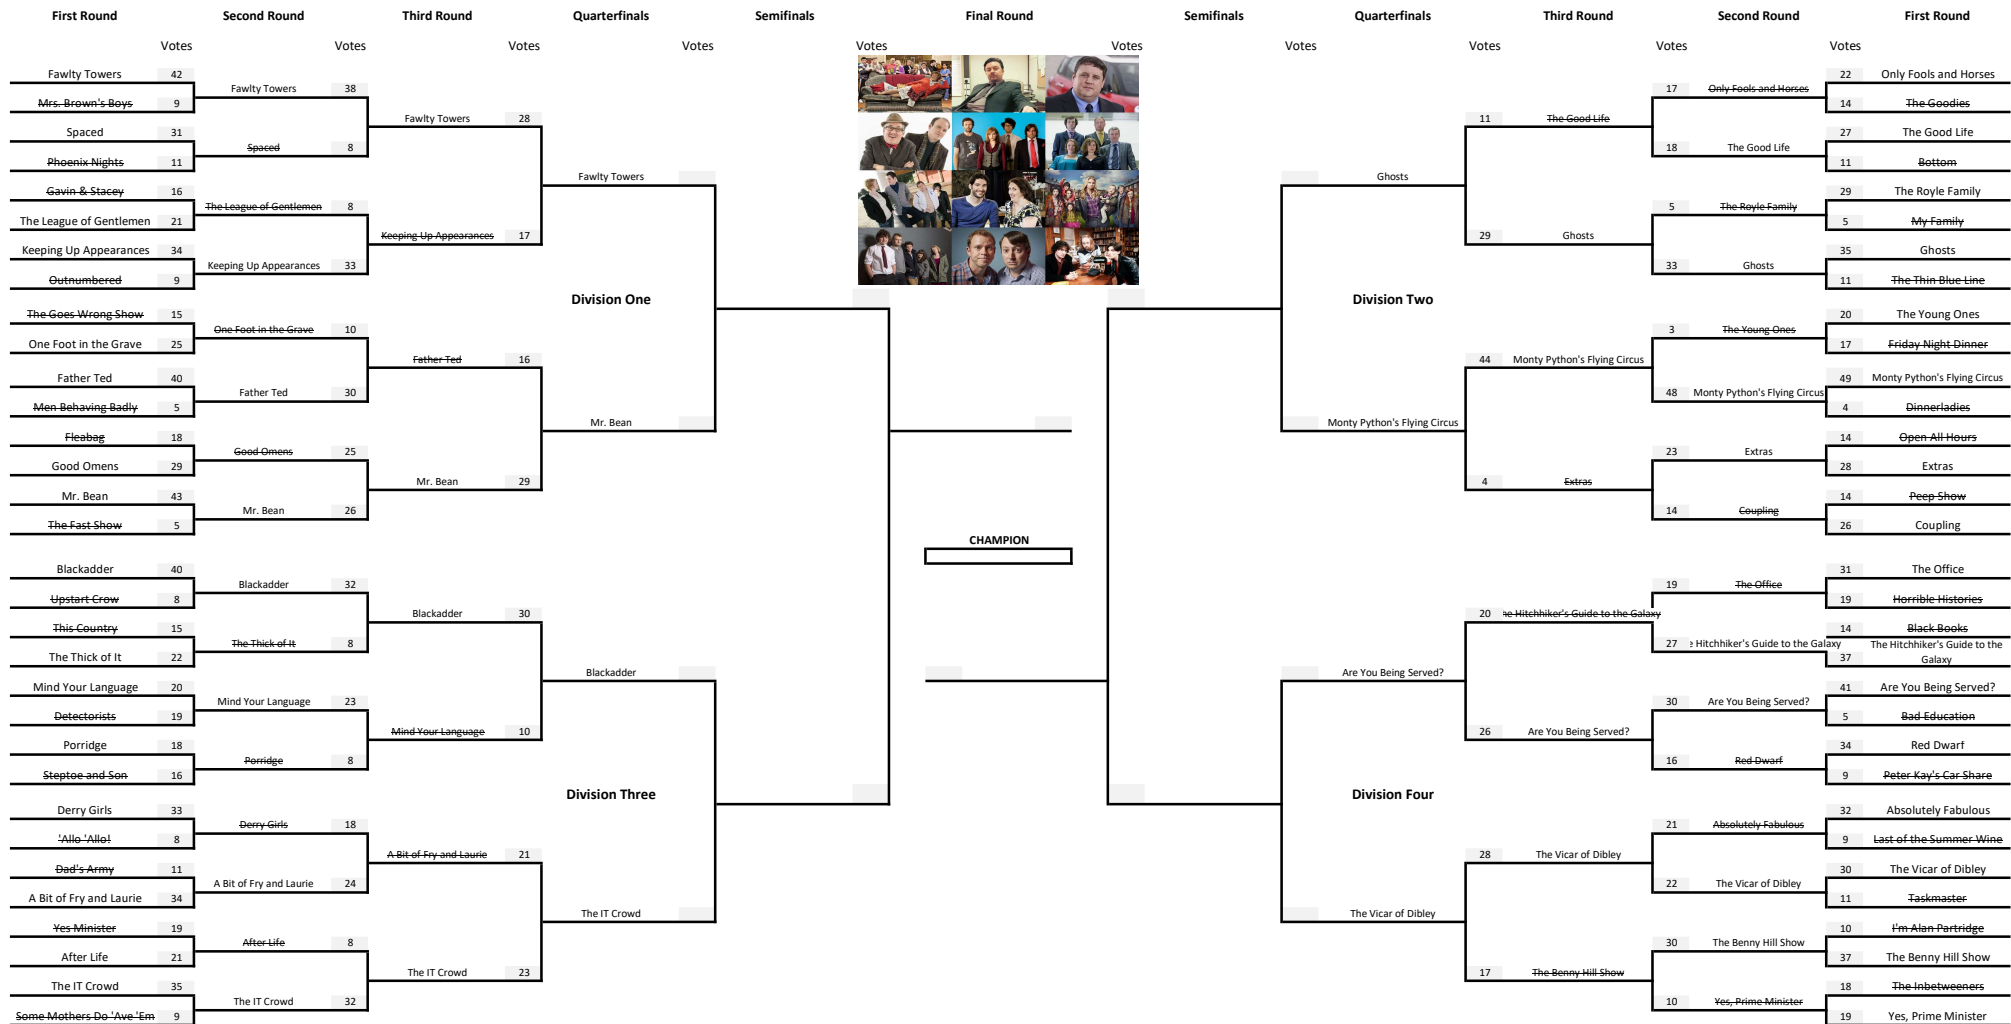 First Round Second Round Third Round Quarterfinals Semifinals Final Round Semifinals Quarterfinals Third Round Second Round First Round
Votes Votes Votes Votes Votes Votes Votes Votes Votes Votes
Fawlty Towers 42
Mrs. Brown's Boys 9
Spaced 31
Phoenix Nights 11
Gavin & Stacey 16
The League of Gentlemen 21
Keeping Up Appearances 34
Outnumbered 9
The Goes Wrong Show 15
One Foot in the Grave 25
Father Ted 40
Men Behaving Badly 5
Fleabag 18
Good Omens 29
Mr. Bean 43
The Fast Show 5
Blackadder 40
Upstart Crow 8
This Country 15
The Thick of It 22
Mind Your Language 20
Detectorists 19
Porridge 18
Steptoe and Son 16
Derry Girls 33
'Allo 'Allo! 8
Dad's Army 11
A Bit of Fry and Laurie 34
Yes Minister 19
After Life 21
The IT Crowd 35
Some Mothers Do 'Ave 'Em 9
Fawlty Towers 38
Spaced 8
The League of Gentlemen 8
Keeping Up Appearances 33
One Foot in the Grave 10
Father Ted 30
Good Omens 25
Mr. Bean 26
Blackadder 32
The Thick of It 8
Mind Your Language 23
Porridge 8
Derry Girls 18
A Bit of Fry and Laurie 24
After Life 8
The IT Crowd 32
Fawlty Towers 28
Keeping Up Appearances 17
Father Ted 16
Mr. Bean 29
Blackadder 30
Mind Your Language 10
A Bit of Fry and Laurie 21
The IT Crowd 23
Fawlty Towers
Division One
Mr. Bean
Blackadder
Division Three
The IT Crowd
CHAMPION
Ghosts
Division Two
Monty Python's Flying Circus
Are You Being Served?
Division Four
The Vicar of Dibley
11 The Good Life
29 Ghosts
44 Monty Python's Flying Circus
4 Extras
20 he Hitchhiker's Guide to the Galaxy
26 Are You Being Served?
28 The Vicar of Dibley
17 The Benny Hill Show
17 Only Fools and Horses
18 The Good Life
5 The Royle Family
33 Ghosts
3 The Young Ones
48 Monty Python's Flying Circus
23 Extras
14 Coupling
19 The Office
27 e Hitchhiker's Guide to the Galaxy
30 Are You Being Served?
16 Red Dwarf
21 Absolutely Fabulous
22 The Vicar of Dibley
30 The Benny Hill Show
10 Yes, Prime Minister
22 Only Fools and Horses
14 The Goodies
27 The Good Life
11 Bottom
29 The Royle Family
5 My Family
35 Ghosts
11 The Thin Blue Line
20 The Young Ones
17 Friday Night Dinner
49 Monty Python's Flying Circus
4 Dinnerladies
14 Open All Hours
28 Extras
14 Peep Show
26 Coupling
31 The Office
19 Horrible Histories
14 Black Books
37 The Hitchhiker's Guide to the
Galaxy
41 Are You Being Served?
5 Bad Education
34 Red Dwarf
9 Peter Kay's Car Share
32 Absolutely Fabulous
9 Last of the Summer Wine
30 The Vicar of Dibley
11 Taskmaster
10 I'm Alan Partridge
37 The Benny Hill Show
18 The Inbetweeners
19 Yes, Prime Minister